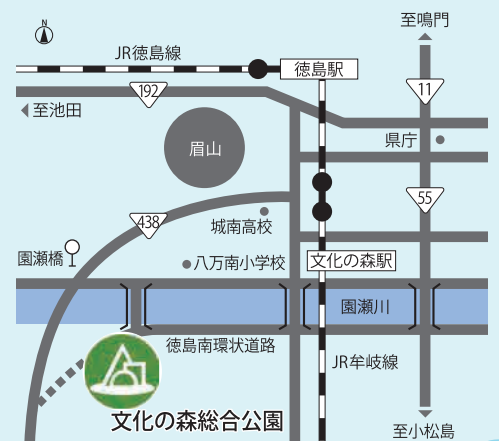 N
至鳴門
JR徳島線
徳島駅
192
11
至池田
県庁
眉山
55
438
城南高校
園瀬橋
八万南小学校
文化の森駅
園瀬川
徳島南環状道路
JR牟岐線
文化の森総合公園
至小松島